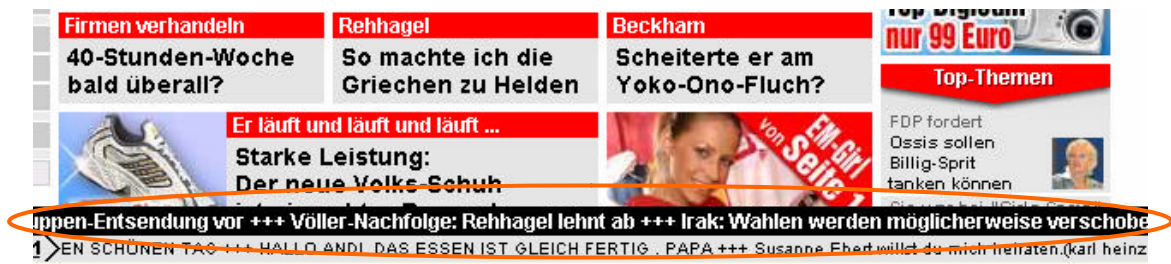 Firmen verhandeln
40-Stunden-Woche
bald überall?
Rehhagel
So machte ich die
Griechen zu Helden
Beckham
Scheiterte er am
Yoko-Ono-Fluch?
Top Digicam
nur 99 Euro
Top-Themen
FDP fordert
Ossis sollen
Billig-Sprit
tanken können
Er läuft und läuft und läuft ...
Starke Leistung:
Der neue Volks-Schuh
EM-Girl
von Seite 1
uppen-Entsendung vor +++ Völler-Nachfolge: Rehhagel lehnt ab +++ Irak: Wahlen werden möglicherweise verschobe
EN SCHÖNEN TAG +++ HALLO ANDI, DAS ESSEN IST GLEICH FERTIG . PAPA +++ Susanne Ebert willst du mich heiraten.(karl heinz